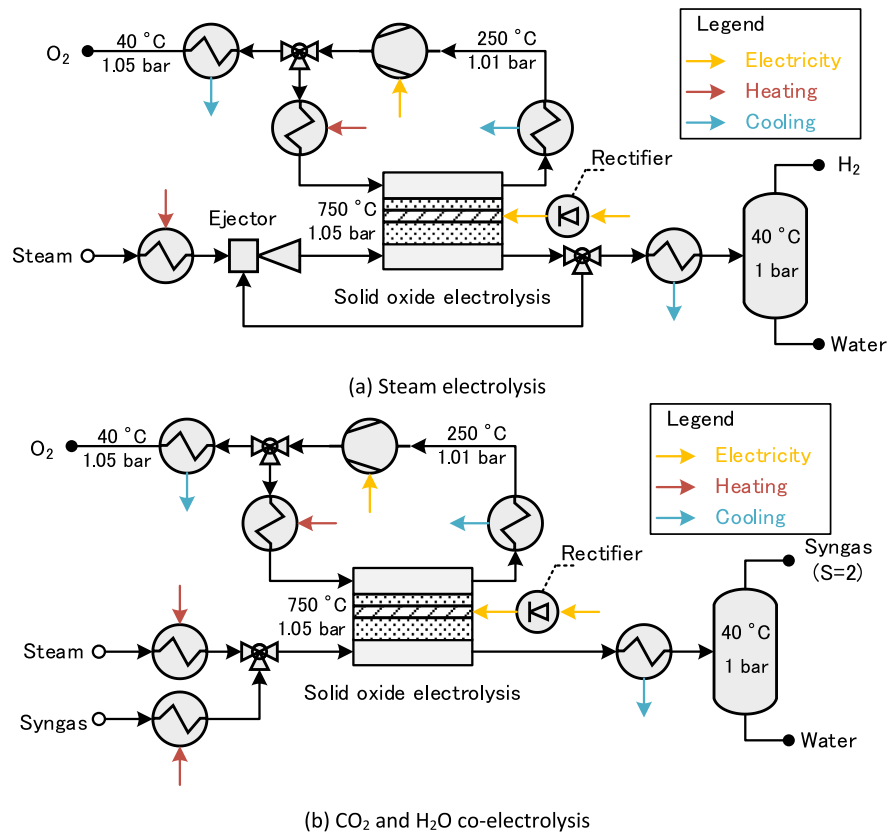 O2
40 °C
1.05 bar
250 °C
1.01 bar
Legend
Electricity
Heating
Cooling
Rectifier
H2
750 °C
1.05 bar
Ejector
Steam
40 °C
1 bar
Solid oxide electrolysis
Water
(a) Steam electrolysis
O2
40 °C
1.05 bar
250 °C
1.01 bar
Legend
Electricity
Heating
Cooling
Rectifier
Syngas
(S=2)
750 °C
1.05 bar
Steam
40 °C
1 bar
Solid oxide electrolysis
Syngas
Water
(b) CO2 and H2O co-electrolysis